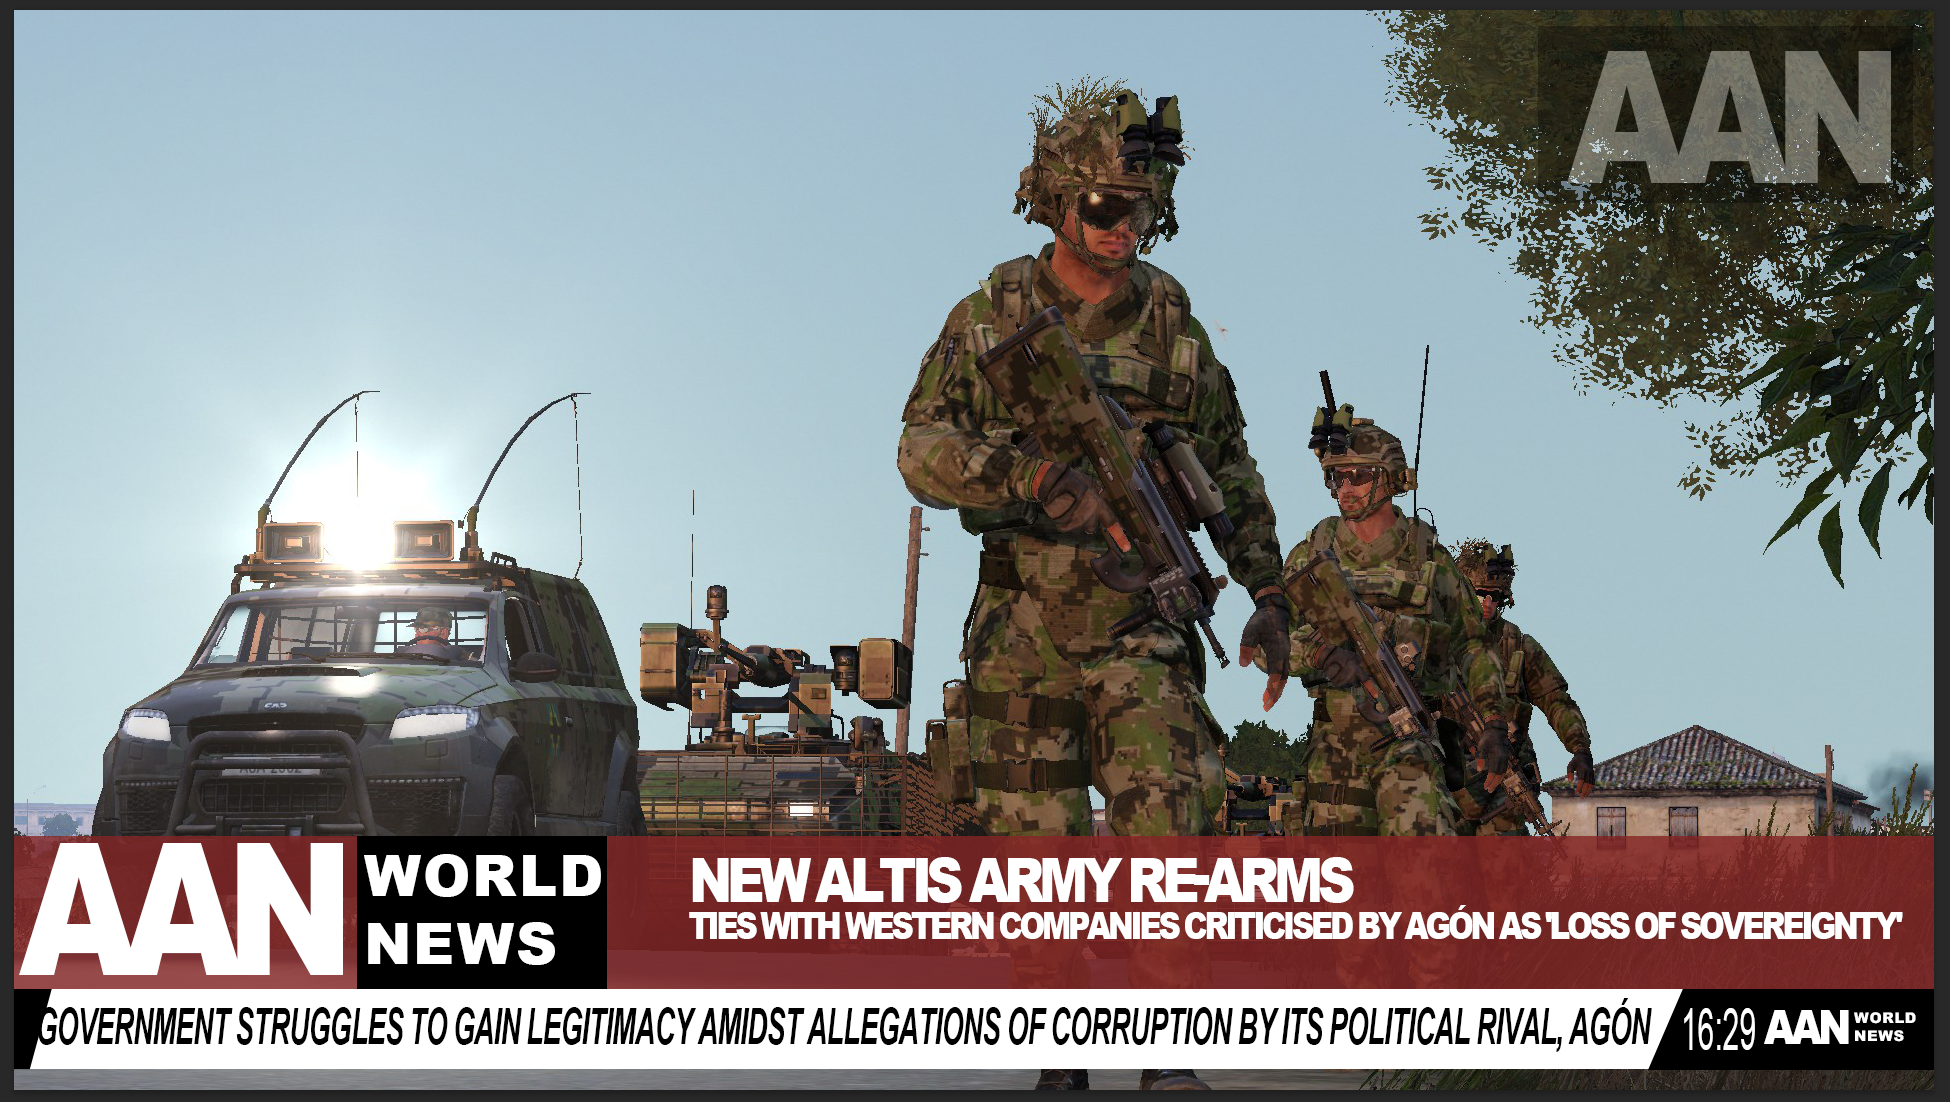 AAN
AAN
WORLD
NEWS
NEW ALTIS ARMY RE-ARMS
TIES WITH WESTERN COMPANIES CRITICISED BY AGÓN AS 'LOSS OF SOVEREIGNTY'
GOVERNMENT STRUGGLES TO GAIN LEGITIMACY AMIDST ALLEGATIONS OF CORRUPTION BY ITS POLITICAL RIVAL, AGÓN
16:29 AAN WORLD NEWS